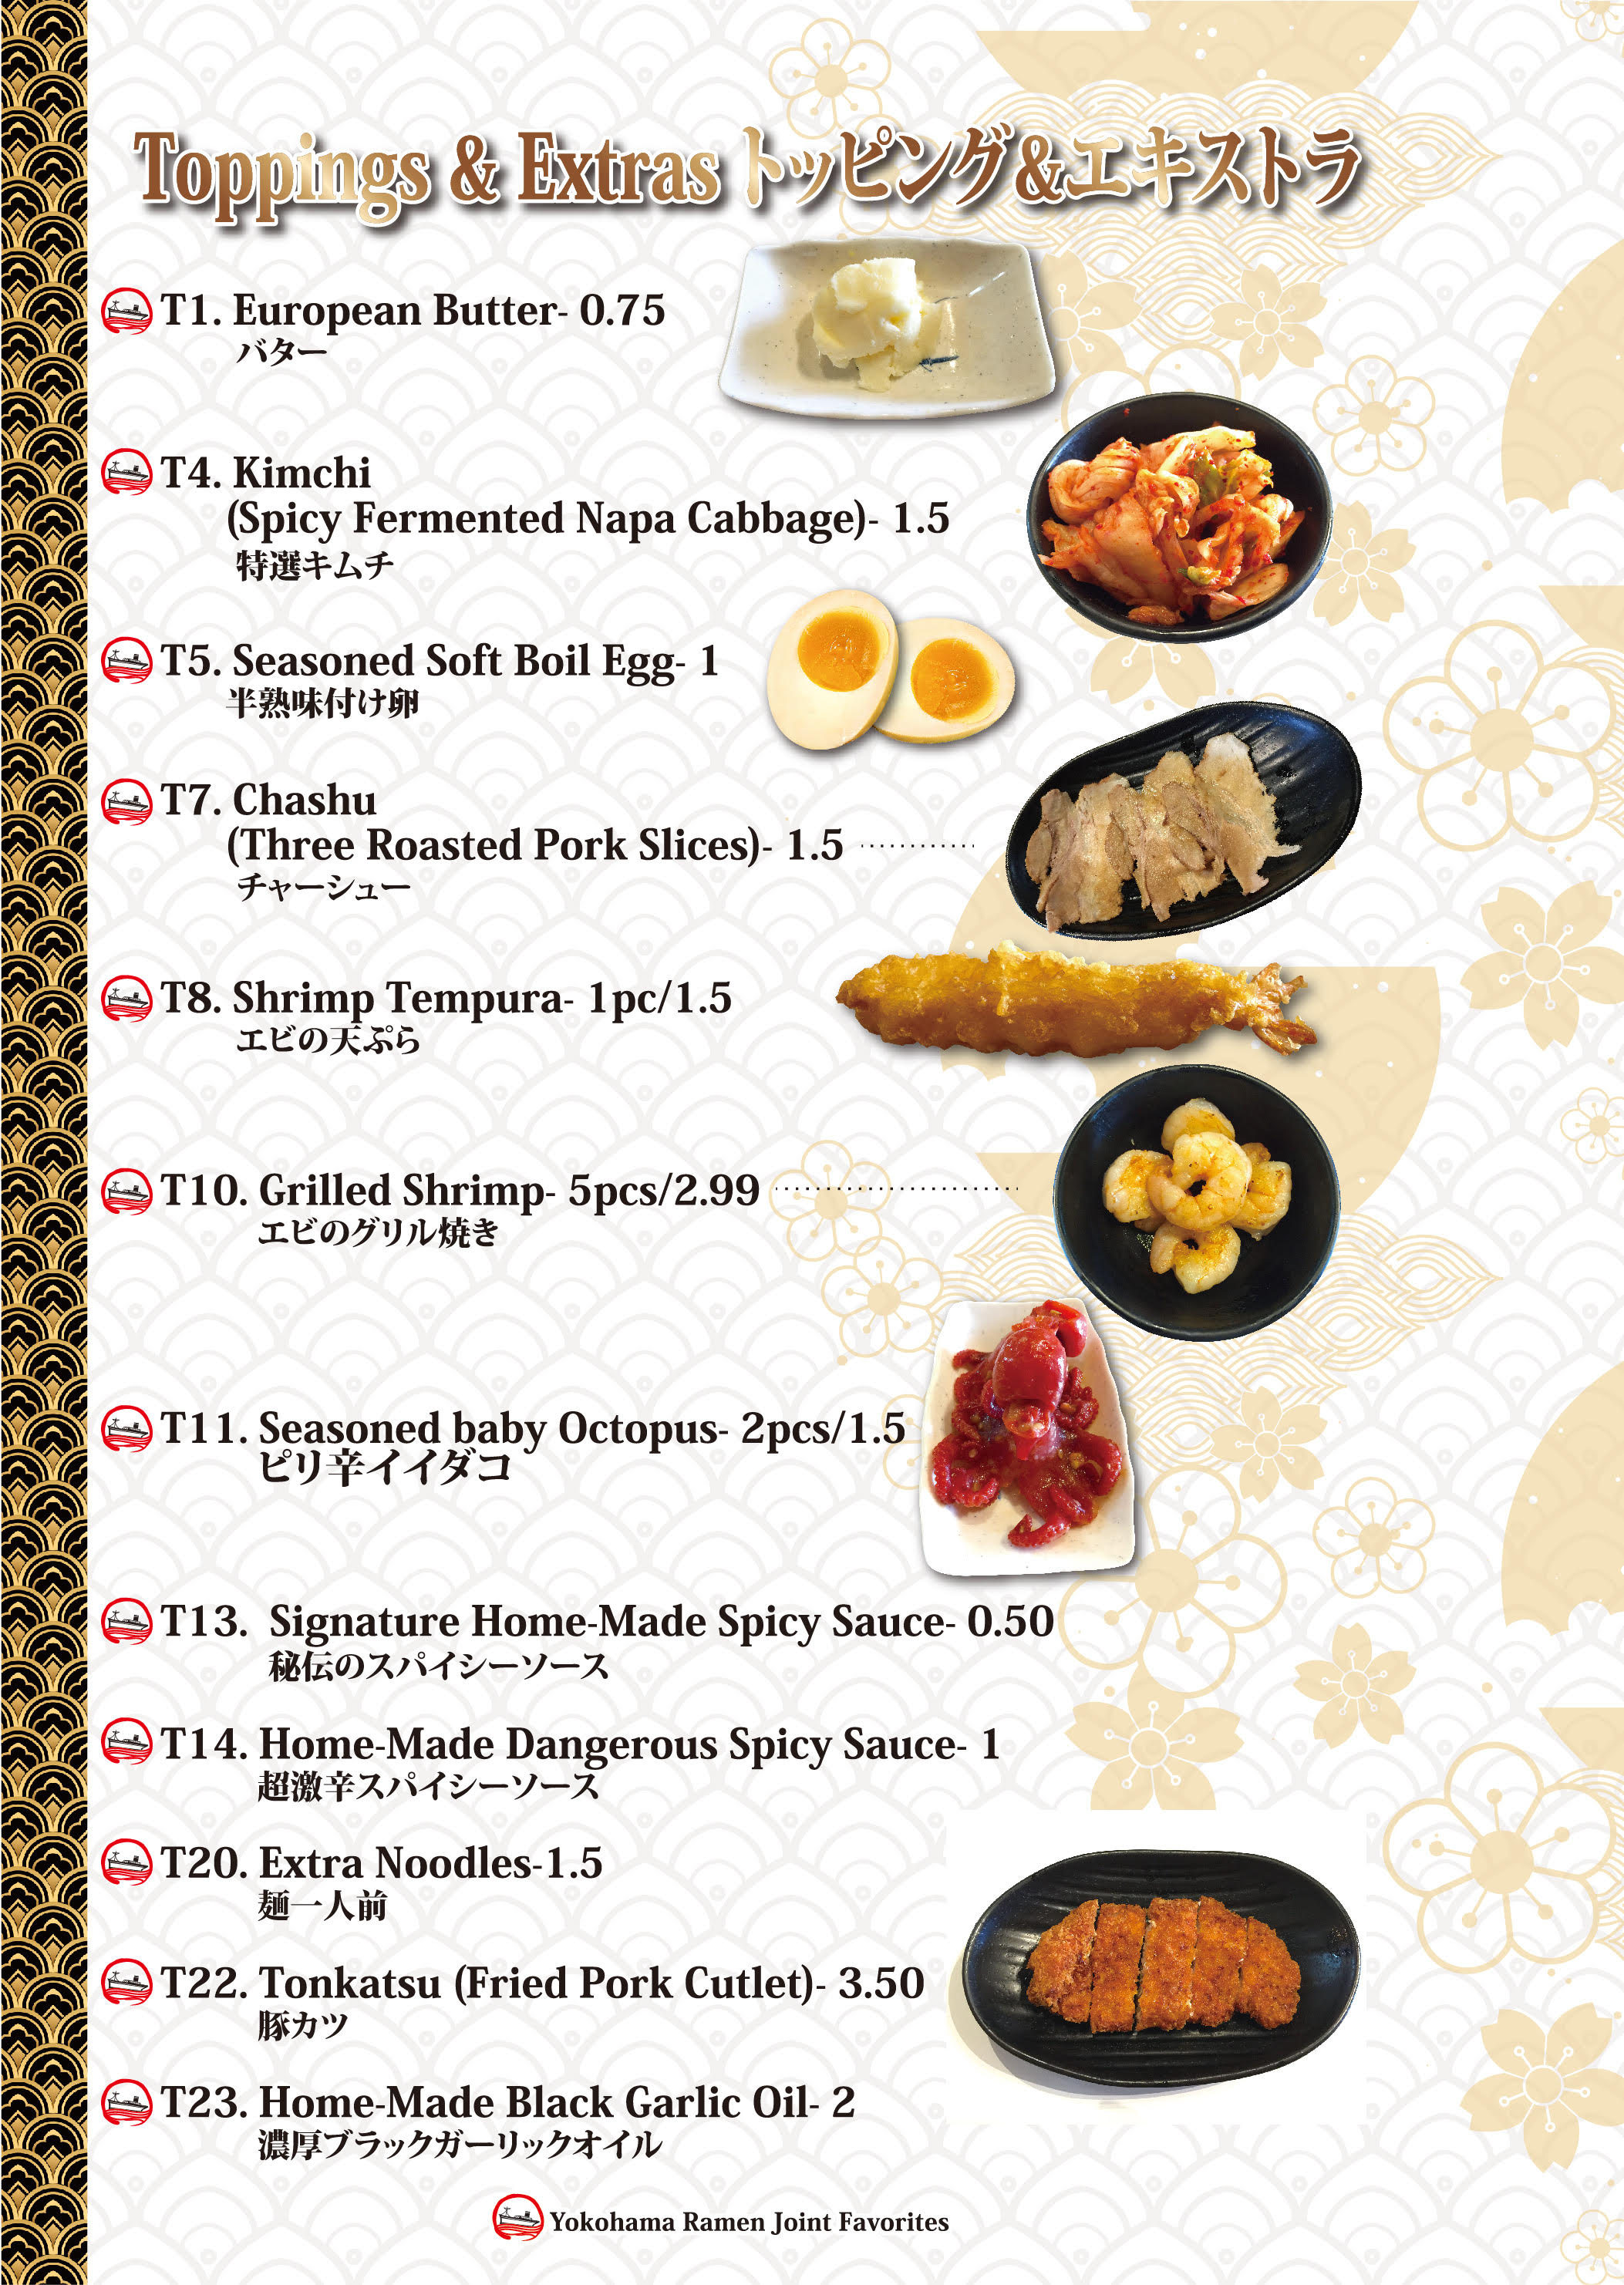 Toppings & Extras トッピング&エキストラ
T1. European Butter- 0.75
バター
T4. Kimchi
(Spicy Fermented Napa Cabbage)- 1.5
特選キムチ
T5. Seasoned Soft Boil Egg- 1
半熟味付け卵
T7. Chashu
(Three Roasted Pork Slices)- 1.5
チャーシュー
T8. Shrimp Tempura- 1pc/1.5
エビの天ぷら
T10. Grilled Shrimp- 5pcs/2.99
エビのグリル焼き
T11. Seasoned baby Octopus- 2pcs/1.5
ピリ辛イイダコ
T13. Signature Home-Made Spicy Sauce- 0.50
秘伝のスパイシーソース
T14. Home-Made Dangerous Spicy Sauce- 1
超激辛スパイシーソース
T20. Extra Noodles-1.5
麺一人前
T22. Tonkatsu (Fried Pork Cutlet)- 3.50
豚カツ
T23. Home-Made Black Garlic Oil- 2
濃厚ブラックガーリックオイル
Yokohama Ramen Joint Favorites